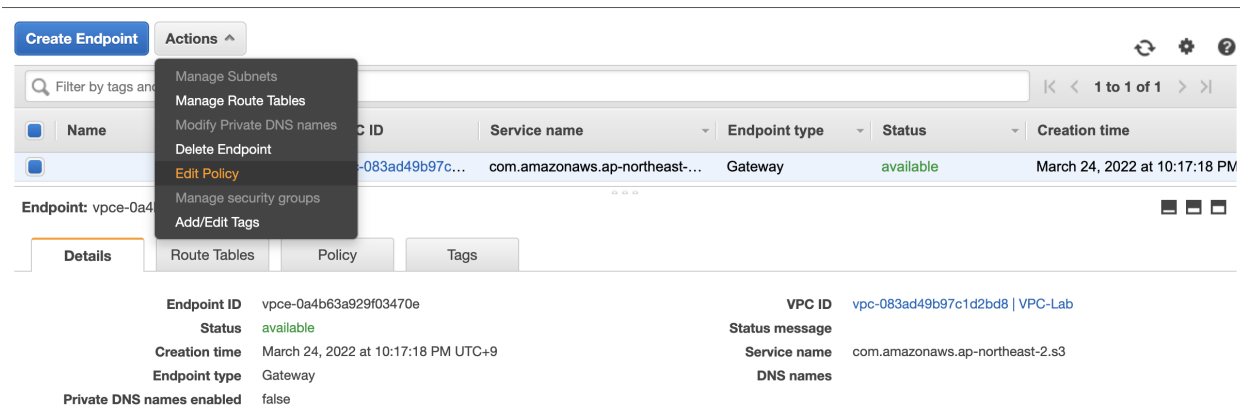 Create Endpoint Actions
Filter by tags and 1 to 1 of 1
Manage Subnets
Manage Route Tables
Modify Private DNS names
Delete Endpoint
Edit Policy
Manage security groups
Add/Edit Tags
Name C ID Service name Endpoint type Status Creation time
-083ad49b97c... com.amazonaws.ap-northeast-... Gateway available March 24, 2022 at 10:17:18 PM
Endpoint: vpce-0a4
Details Route Tables Policy Tags
Endpoint ID vpce-0a4b63a929f03470e VPC ID vpc-083ad49b97c1d2bd8 | VPC-Lab
Status available Status message
Creation time March 24, 2022 at 10:17:18 PM UTC+9 Service name com.amazonaws.ap-northeast-2.s3
Endpoint type Gateway DNS names
Private DNS names enabled false